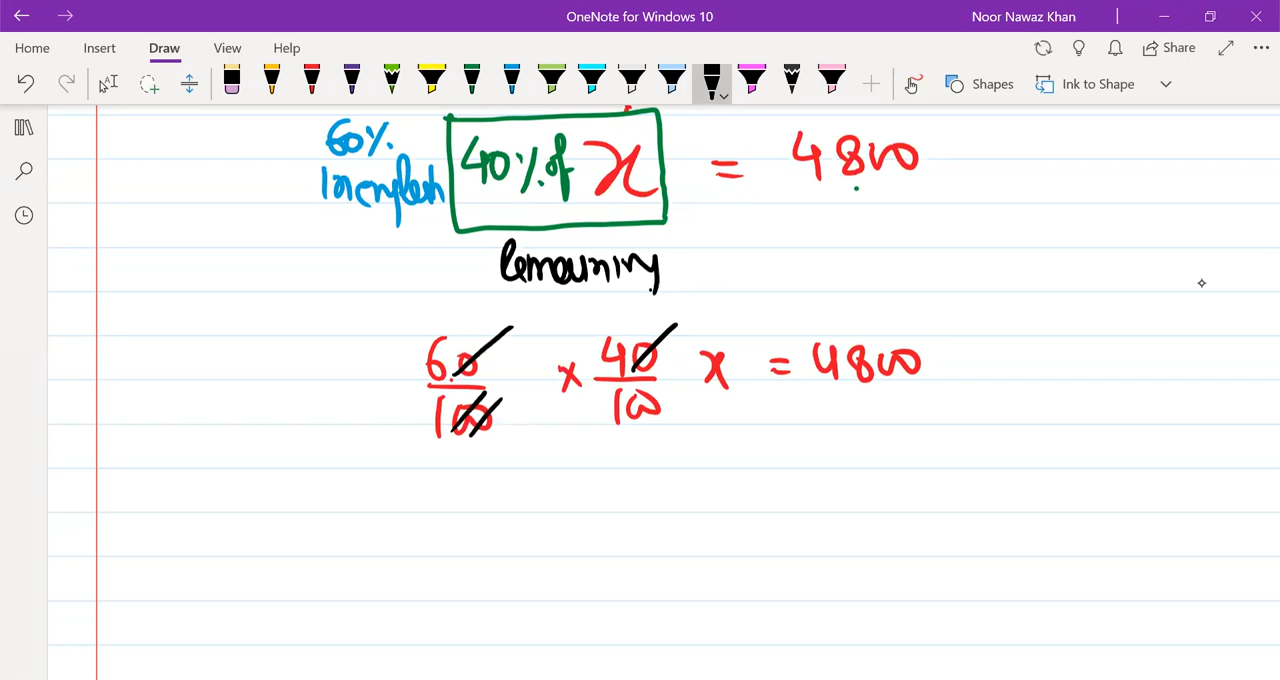 OneNote for Windows 10
Noor Nawaz Khan
Home Insert Draw View Help
Share
Shapes
Ink to Shape
60%
40% of x = 4800
Remaining
60/100 × 40/100 x = 4800